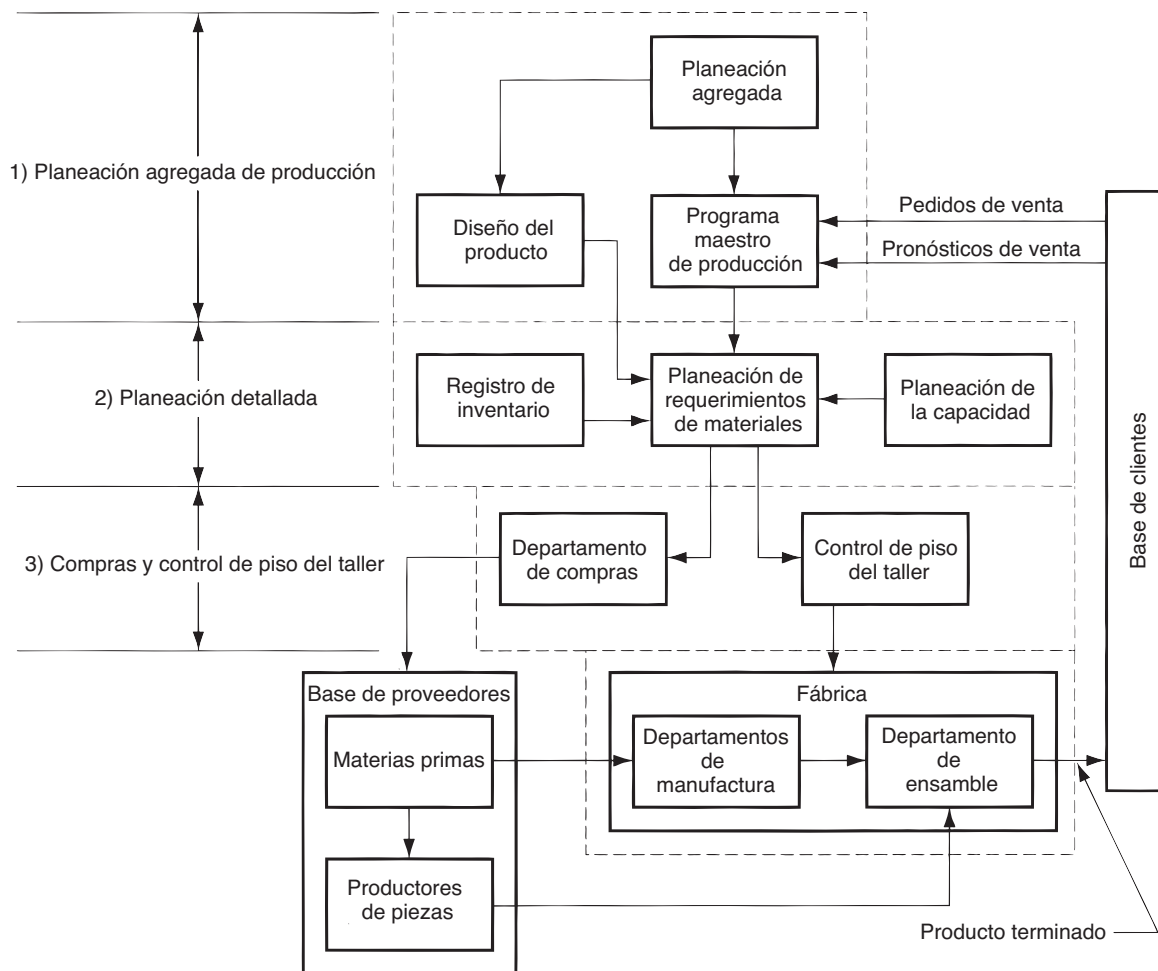 Planeación
agregada
1) Planeación agregada de producción
Diseño del
producto
Programa
maestro
de producción
Pedidos de venta
Pronósticos de venta
2) Planeación detallada
Registro de
inventario
Planeación de
requerimientos
de materiales
Planeación de
la capacidad
Base de clientes
3) Compras y control de piso del taller
Departamento
de compras
Control de piso
del taller
Base de proveedores
Materias primas
Productores
de piezas
Fábrica
Departamentos
de
manufactura
Departamento
de
ensamble
Producto terminado